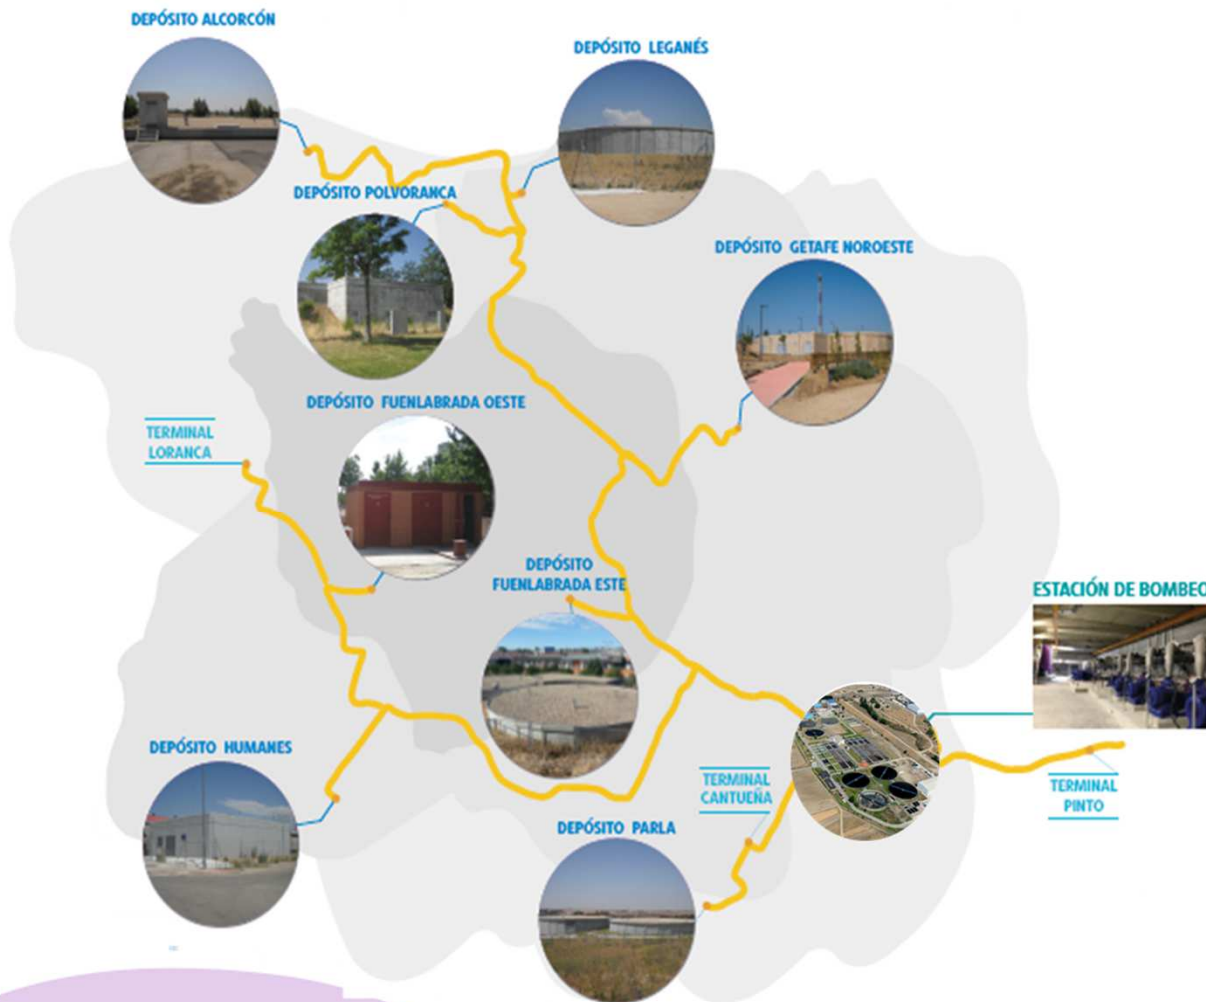 DEPÓSITO ALCORCÓN
DEPÓSITO LEGANÉS
DEPÓSITO POLVORANCA
DEPÓSITO GETAFE NOROESTE
DEPÓSITO FUENLABRADA OESTE
TERMINAL
LORANCA
DEPÓSITO
FUENLABRADA ESTE
ESTACIÓN DE BOMBEO
DEPÓSITO HUMANES
TERMINAL
CANTUEÑA
TERMINAL
PINTO
DEPÓSITO PARLA